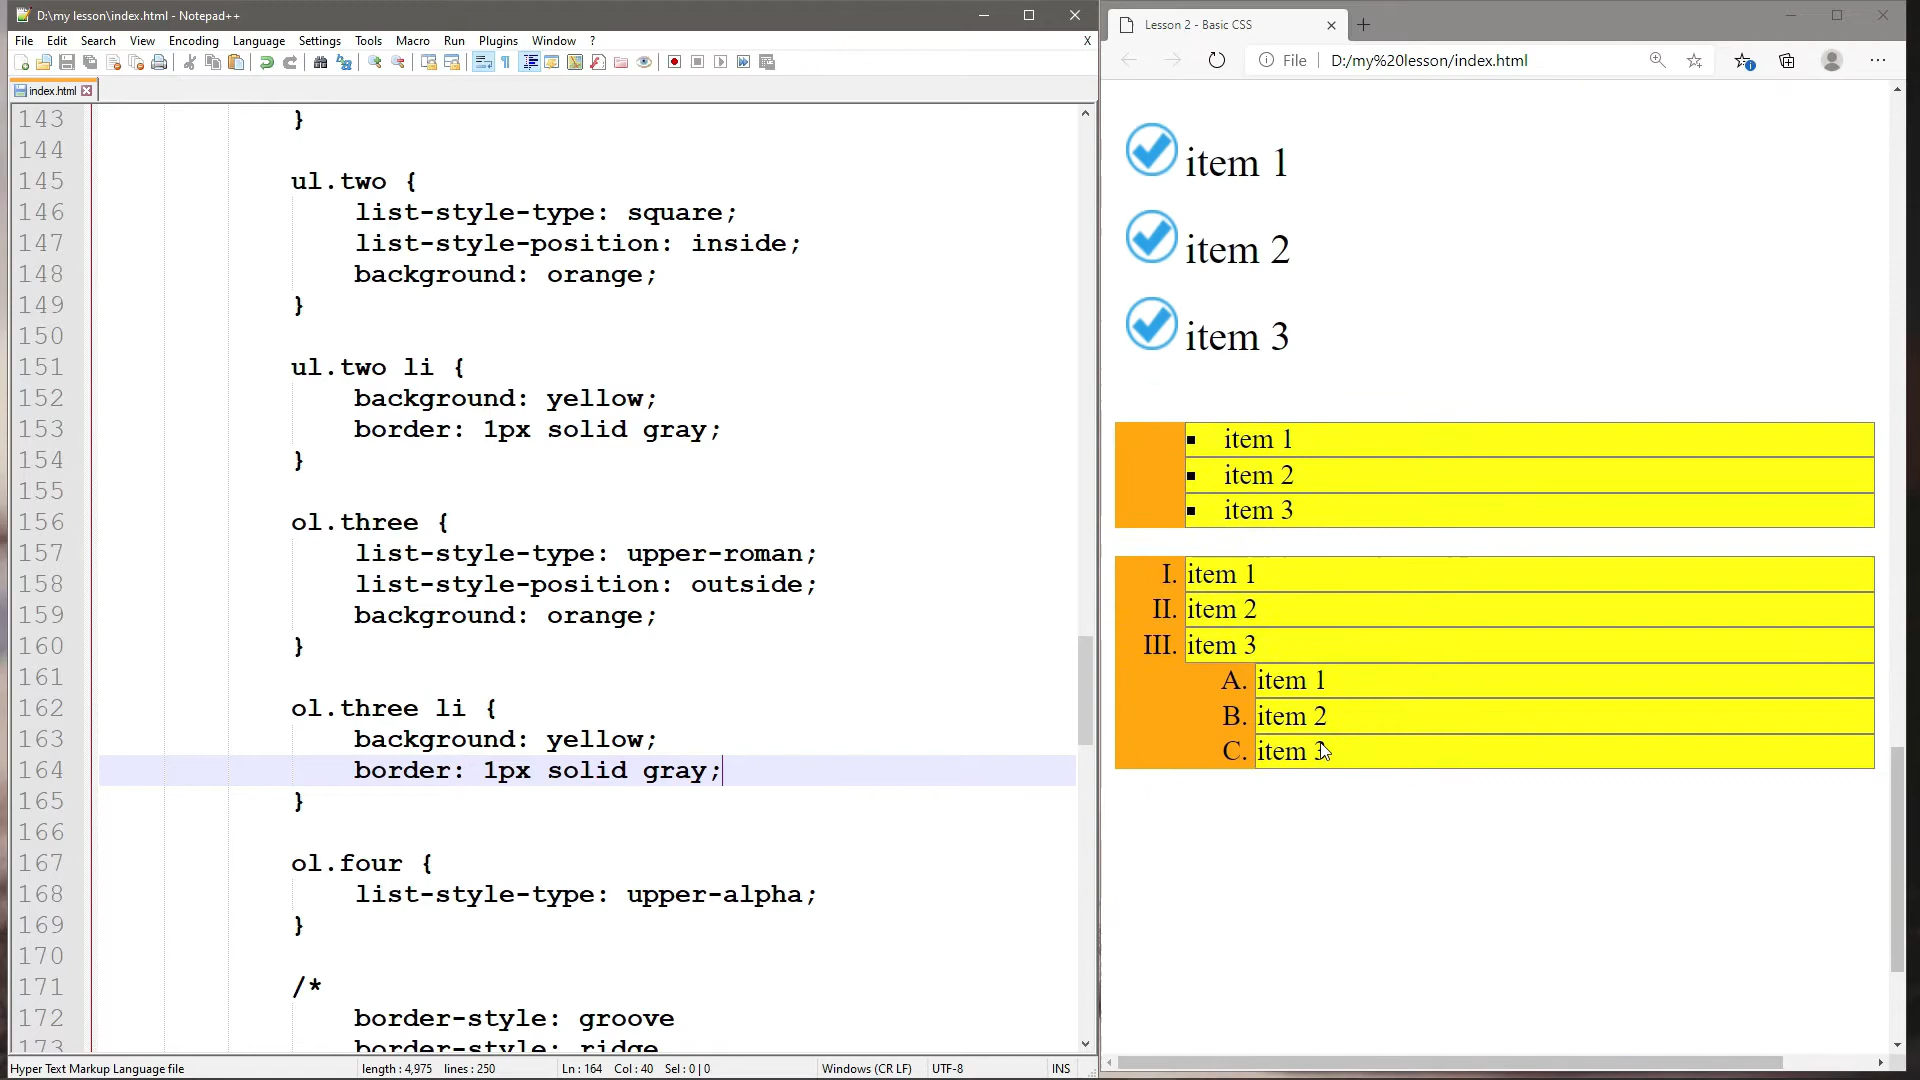 D:\my lesson\index.html - Notepad++
File Edit Search View Encoding Language Settings Tools Macro Run Plugins Window ? X
index.html
143 }
144
145 ul.two {
146 list-style-type: square;
147 list-style-position: inside;
148 background: orange;
149 }
150
151 ul.two li {
152 background: yellow;
153 border: 1px solid gray;
154 }
155
156 ol.three {
157 list-style-type: upper-roman;
158 list-style-position: outside;
159 background: orange;
160 }
161
162 ol.three li {
163 background: yellow;
164 border: 1px solid gray;
165 }
166
167 ol.four {
168 list-style-type: upper-alpha;
169 }
170
171 /*
172 border-style: groove
173 border-style: ridge
Hyper Text Markup Language file length : 4,975 lines : 250 Ln : 164 Col : 40 Sel : 0 | 0 Windows (CR LF) UTF-8 INS
Lesson 2 - Basic CSS
File D:/my%20lesson/index.html
item 1
item 2
item 3
item 1
item 2
item 3
I. item 1
II. item 2
III. item 3
A. item 1
B. item 2
C. item 3